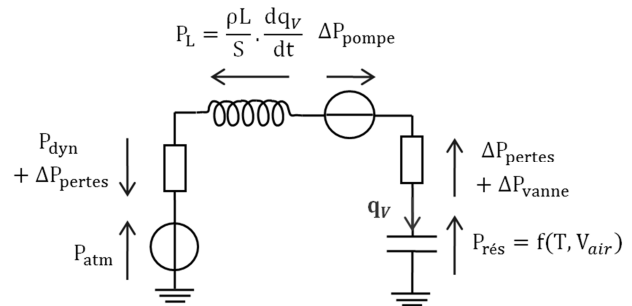 P_L = ρL/S . dq_V/dt ΔP_pompe
P_dyn
+ ΔP_pertes
ΔP_pertes
+ ΔP_vanne
q_V
P_atm
P_rés = f(T, V_air)